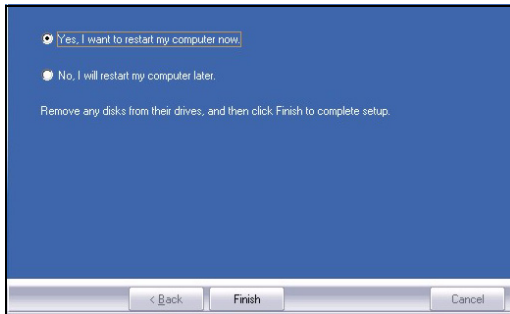 Yes, I want to restart my computer now.
No, I will restart my computer later.
Remove any disks from their drives, and then click Finish to complete setup.
< Back Finish Cancel